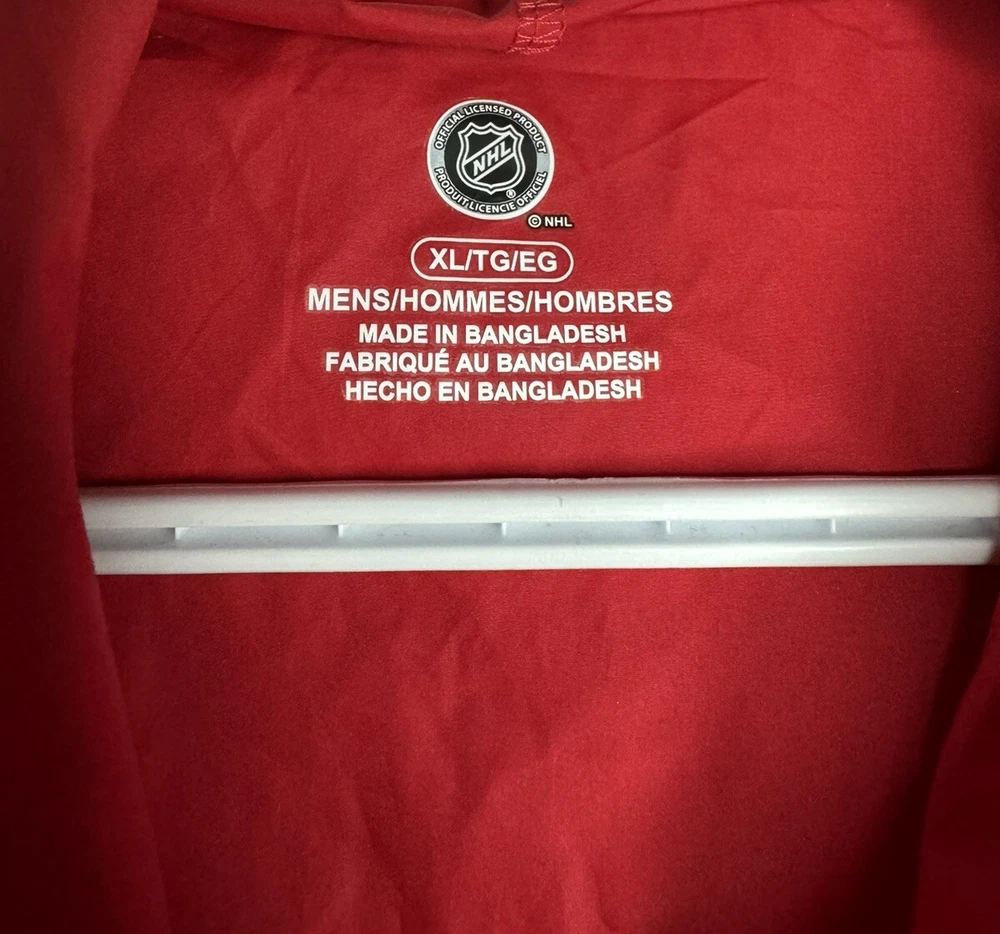 OFFICIAL LICENSED PRODUCT
NHL
®
PRODUIT LICENCIE OFFICIEL
© NHL
XL/TG/EG
MENS/HOMMES/HOMBRES
MADE IN BANGLADESH
FABRIQUÉ AU BANGLADESH
HECHO EN BANGLADESH